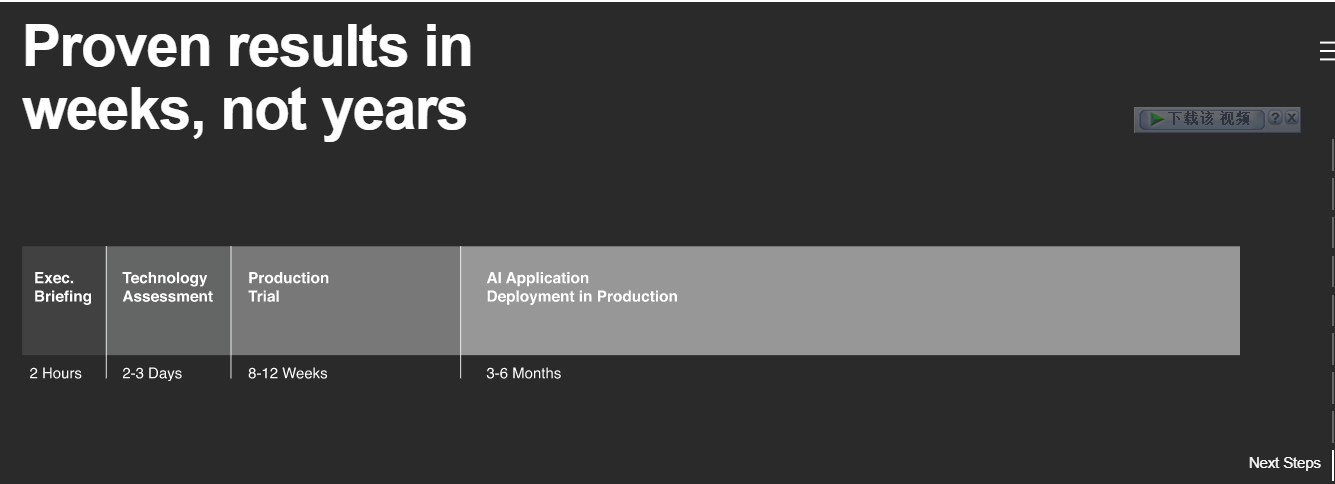 Proven results in
weeks, not years
下载该 视频
Exec.
Briefing
Technology
Assessment
Production
Trial
AI Application
Deployment in Production
2 Hours
2-3 Days
8-12 Weeks
3-6 Months
Next Steps